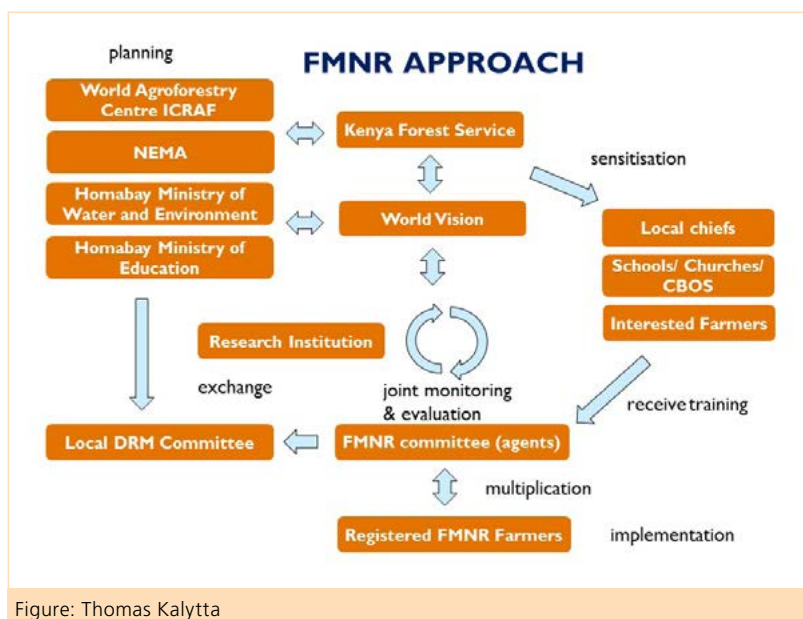 planning
FMNR APPROACH
World Agroforestry
Centre ICRAF
NEMA
Homabay Ministry of
Water and Environment
Homabay Ministry of
Education
Kenya Forest Service
World Vision
sensitisation
Local chiefs
Schools/ Churches/
CBOS
Interested Farmers
Research Institution
exchange
joint monitoring
& evaluation
receive training
Local DRM Committee
FMNR committee (agents)
multiplication
Registered FMNR Farmers
implementation
Figure: Thomas Kalytta